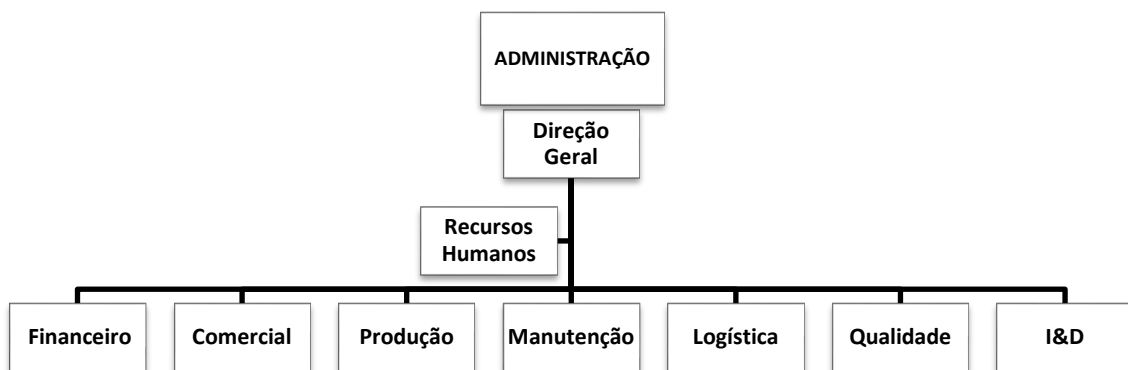 ADMINISTRAÇÃO
Direção
Geral
Recursos
Humanos
Financeiro
Comercial
Produção
Manutenção
Logística
Qualidade
I&D